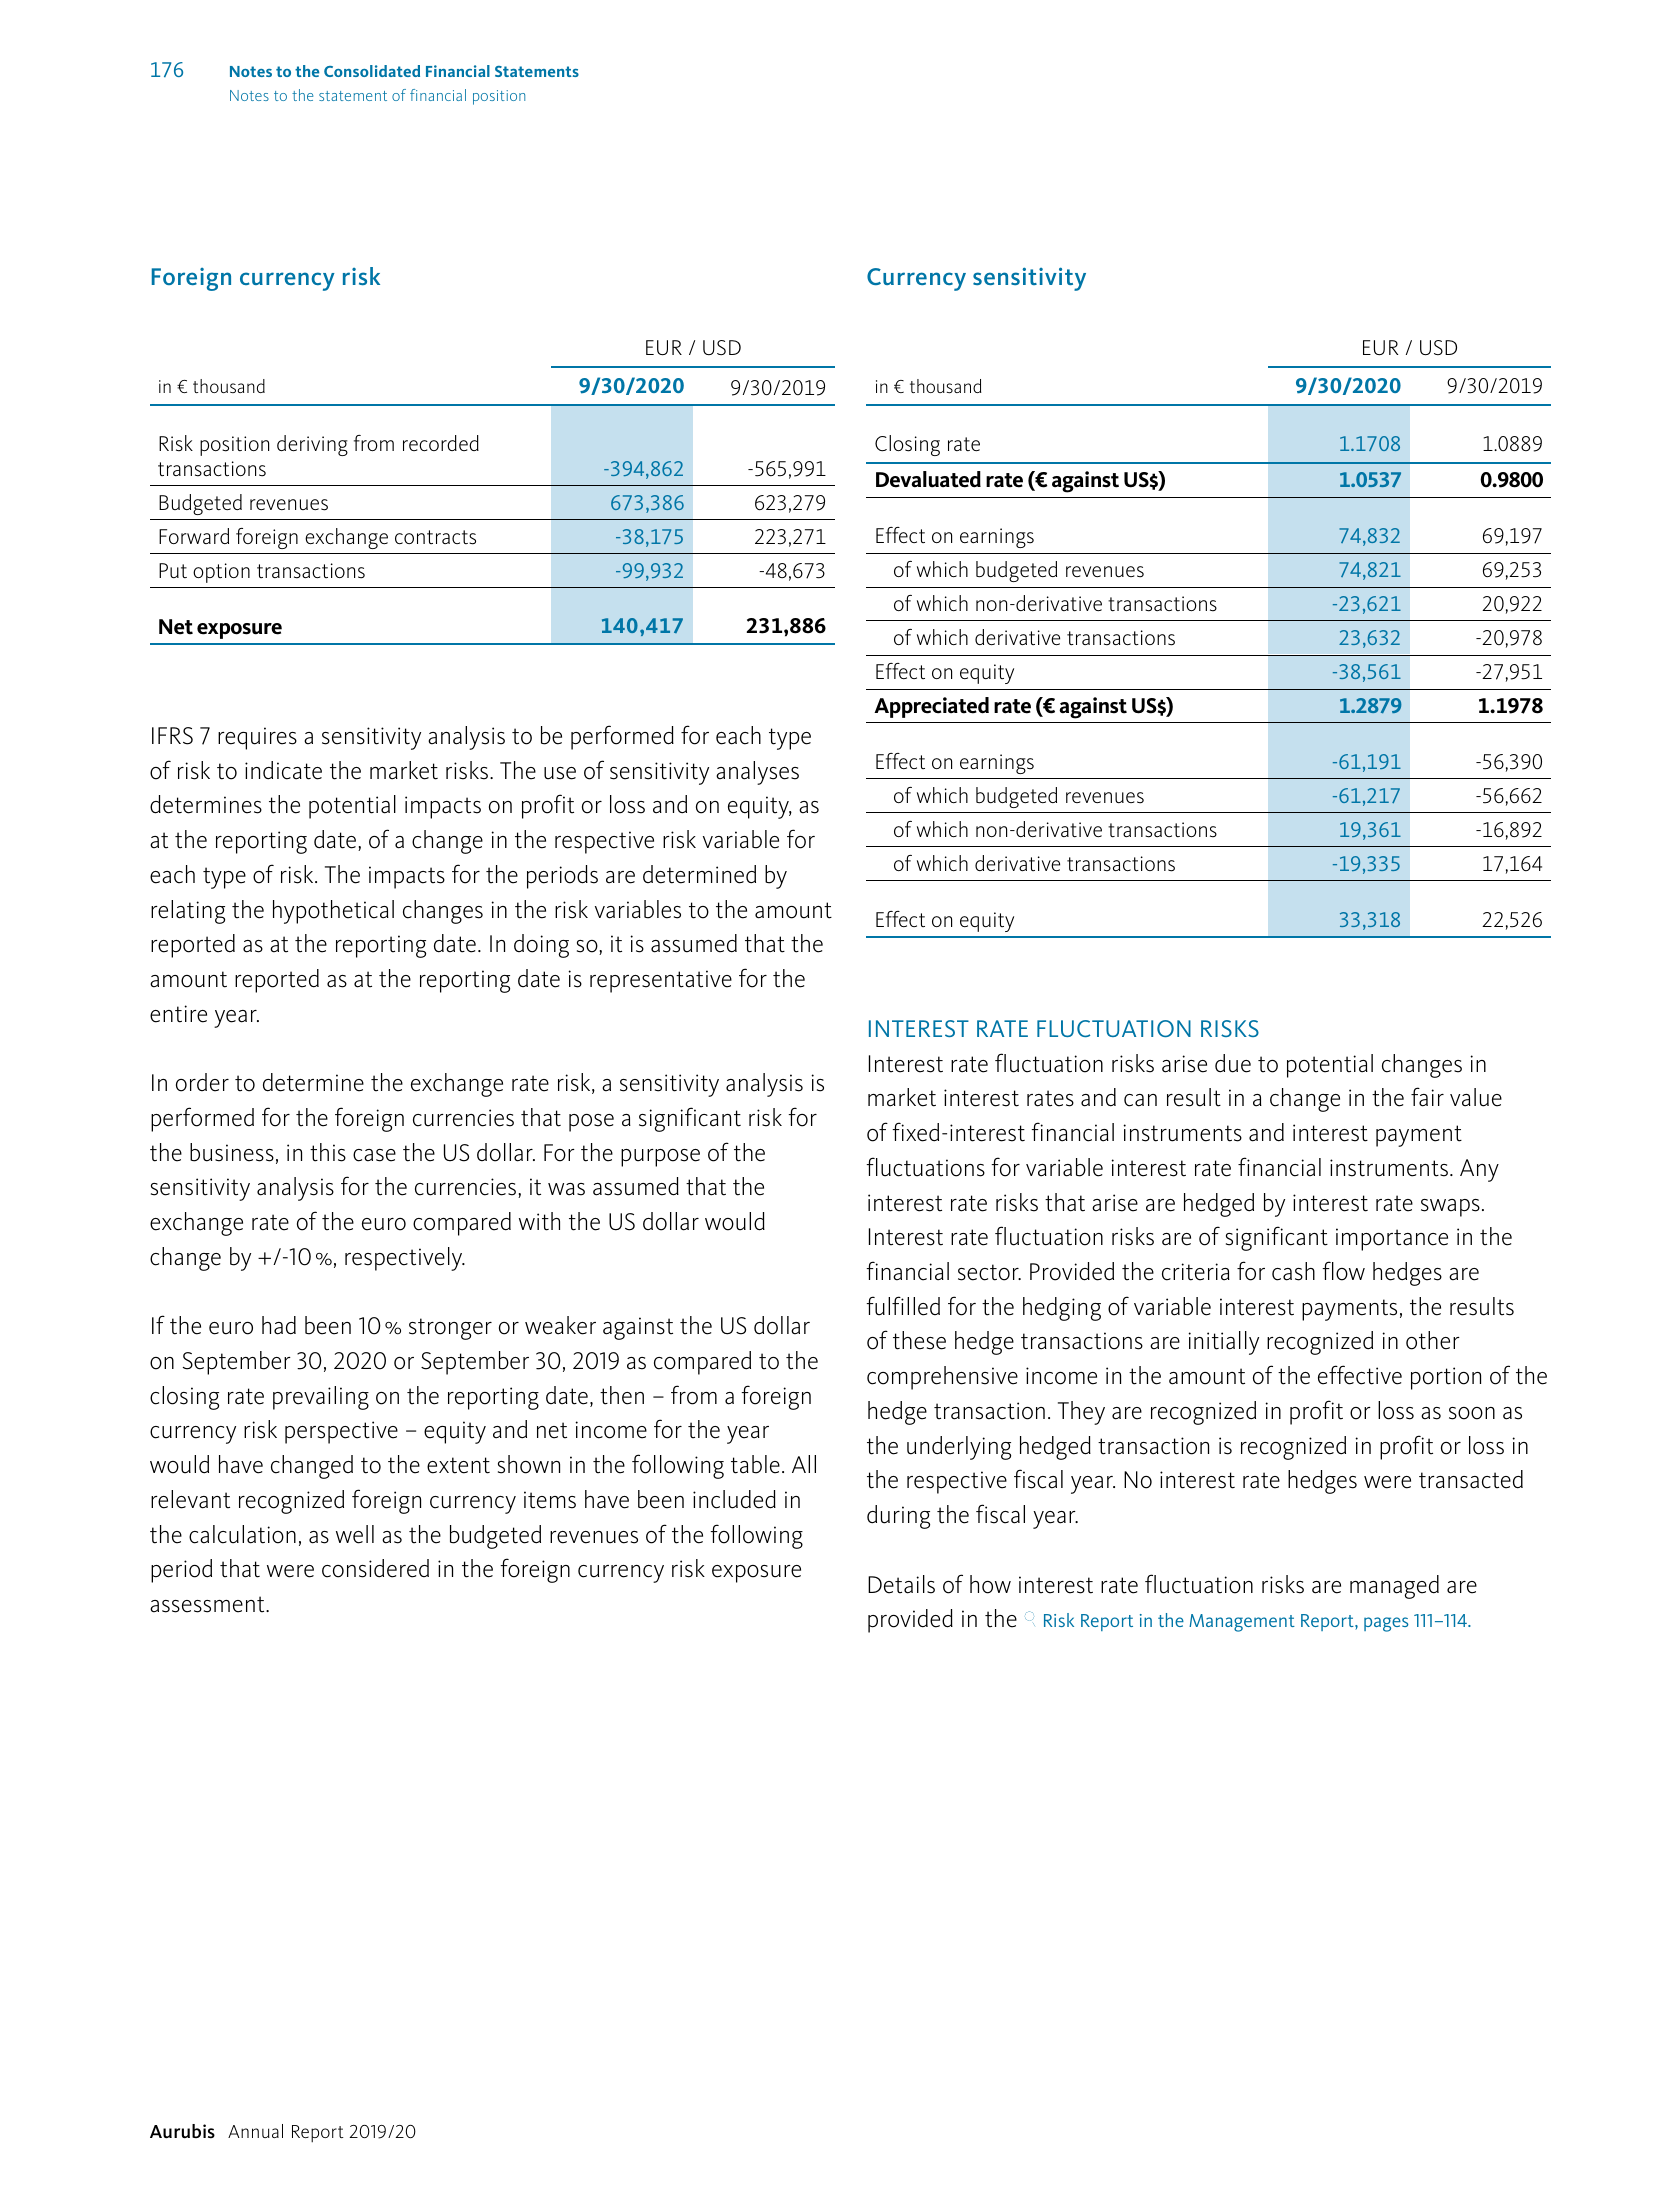 176 Notes to the Consolidated Financial Statements
Notes to the statement of financial position
Foreign currency risk
EUR / USD
in € thousand 9/30/2020 9/30/2019
Risk position deriving from recorded
transactions -394,862 -565,991
Budgeted revenues 673,386 623,279
Forward foreign exchange contracts -38,175 223,271
Put option transactions -99,932 -48,673
Net exposure 140,417 231,886
IFRS 7 requires a sensitivity analysis to be performed for each type
of risk to indicate the market risks. The use of sensitivity analyses
determines the potential impacts on profit or loss and on equity, as
at the reporting date, of a change in the respective risk variable for
each type of risk. The impacts for the periods are determined by
relating the hypothetical changes in the risk variables to the amount
reported as at the reporting date. In doing so, it is assumed that the
amount reported as at the reporting date is representative for the
entire year.
In order to determine the exchange rate risk, a sensitivity analysis is
performed for the foreign currencies that pose a significant risk for
the business, in this case the US dollar. For the purpose of the
sensitivity analysis for the currencies, it was assumed that the
exchange rate of the euro compared with the US dollar would
change by +/-10 %, respectively.
If the euro had been 10 % stronger or weaker against the US dollar
on September 30, 2020 or September 30, 2019 as compared to the
closing rate prevailing on the reporting date, then – from a foreign
currency risk perspective – equity and net income for the year
would have changed to the extent shown in the following table. All
relevant recognized foreign currency items have been included in
the calculation, as well as the budgeted revenues of the following
period that were considered in the foreign currency risk exposure
assessment.
Currency sensitivity
EUR / USD
in € thousand 9/30/2020 9/30/2019
Closing rate 1.1708 1.0889
Devaluated rate (€ against US$) 1.0537 0.9800
Effect on earnings 74,832 69,197
of which budgeted revenues 74,821 69,253
of which non-derivative transactions -23,621 20,922
of which derivative transactions 23,632 -20,978
Effect on equity -38,561 -27,951
Appreciated rate (€ against US$) 1.2879 1.1978
Effect on earnings -61,191 -56,390
of which budgeted revenues -61,217 -56,662
of which non-derivative transactions 19,361 -16,892
of which derivative transactions -19,335 17,164
Effect on equity 33,318 22,526
INTEREST RATE FLUCTUATION RISKS
Interest rate fluctuation risks arise due to potential changes in
market interest rates and can result in a change in the fair value
of fixed-interest financial instruments and interest payment
fluctuations for variable interest rate financial instruments. Any
interest rate risks that arise are hedged by interest rate swaps.
Interest rate fluctuation risks are of significant importance in the
financial sector. Provided the criteria for cash flow hedges are
fulfilled for the hedging of variable interest payments, the results
of these hedge transactions are initially recognized in other
comprehensive income in the amount of the effective portion of the
hedge transaction. They are recognized in profit or loss as soon as
the underlying hedged transaction is recognized in profit or loss in
the respective fiscal year. No interest rate hedges were transacted
during the fiscal year.
Details of how interest rate fluctuation risks are managed are
provided in the Risk Report in the Management Report, pages 111–114.
Aurubis Annual Report 2019/20